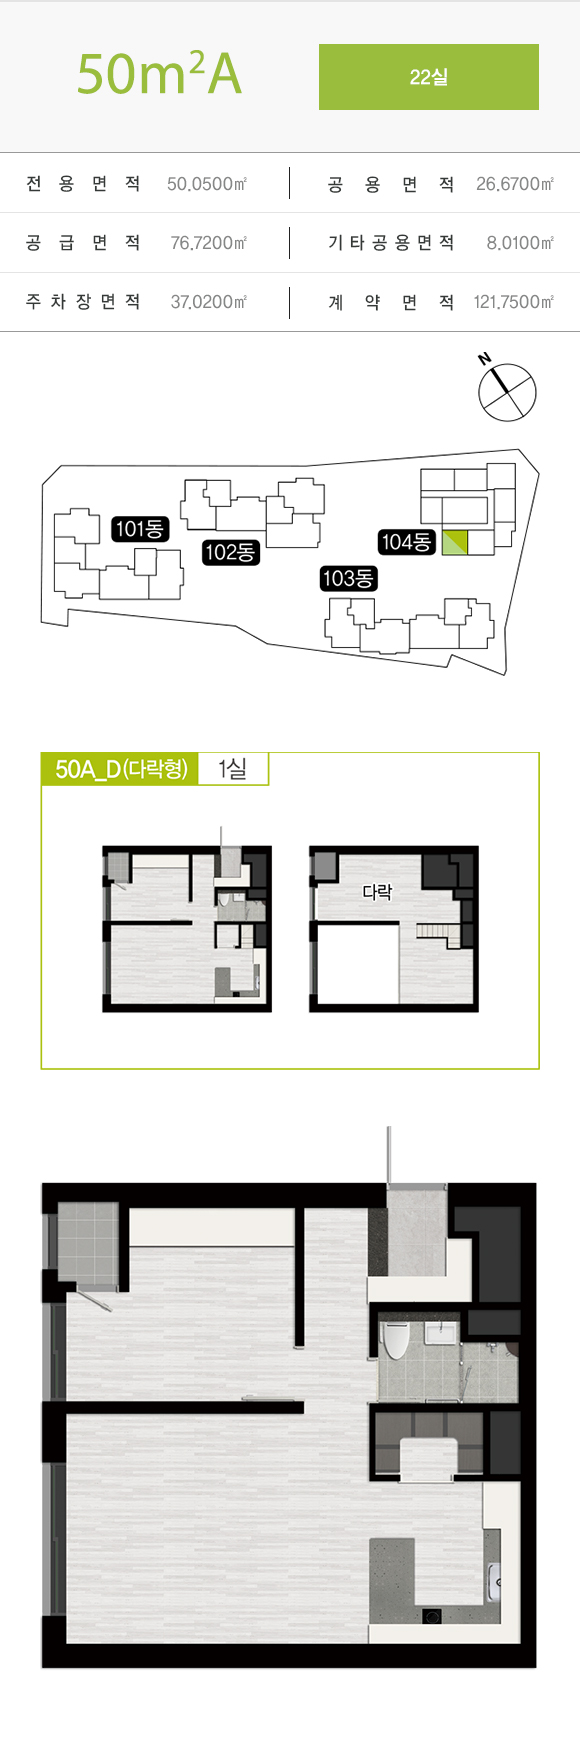 50m²A
22실
전용면적 50.0500㎡
공용면적 26.6700㎡
공급면적 76.7200㎡
기타공용면적 8.0100㎡
주차장면적 37.0200㎡
계약면적 121.7500㎡
N
101동
102동
104동
103동
50A_D(다락형) 1실
다락